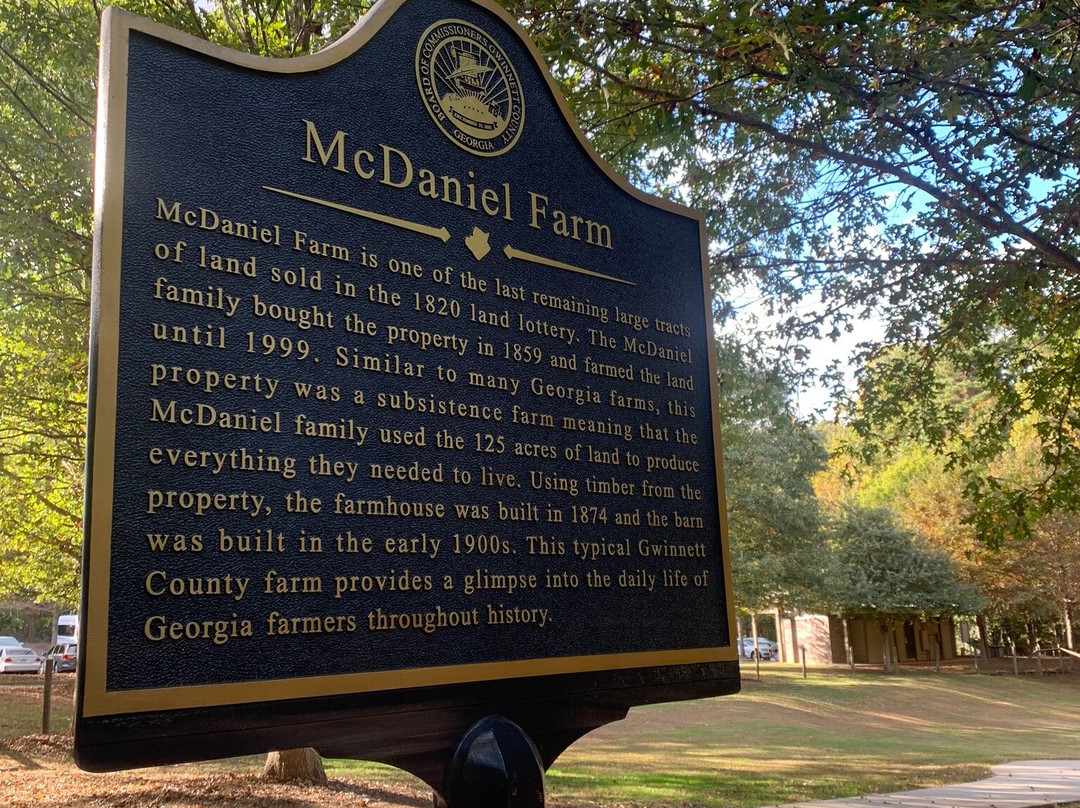 BOARD OF COMMISSIONERS GWINNETT COUNTY
GEORGIA
McDaniel Farm
McDaniel Farm is one of the last remaining large tracts
of land sold in the 1820 land lottery. The McDaniel
family bought the property in 1859 and farmed the land
until 1999. Similar to many Georgia farms, this
property was a subsistence farm meaning that the
McDaniel family used the 125 acres of land to produce
everything they needed to live. Using timber from the
property, the farmhouse was built in 1874 and the barn
was built in the early 1900s. This typical Gwinnett
County farm provides a glimpse into the daily life of
Georgia farmers throughout history.